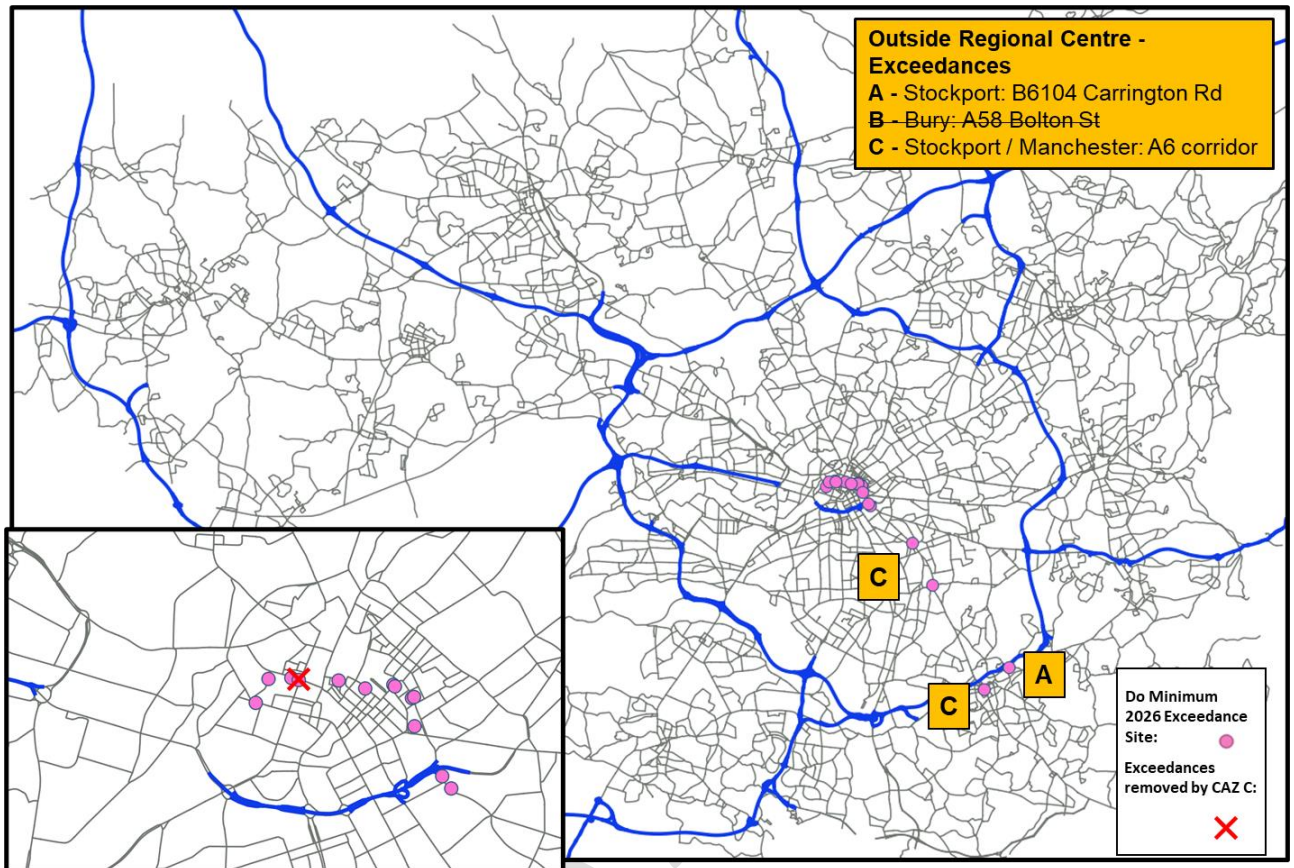 Outside Regional Centre -
Exceedances
A - Stockport: B6104 Carrington Rd
B - Bury: A58 Bolton St
C - Stockport / Manchester: A6 corridor
C
A
C
Do Minimum
2026 Exceedance
Site:
Exceedances
removed by CAZ C: